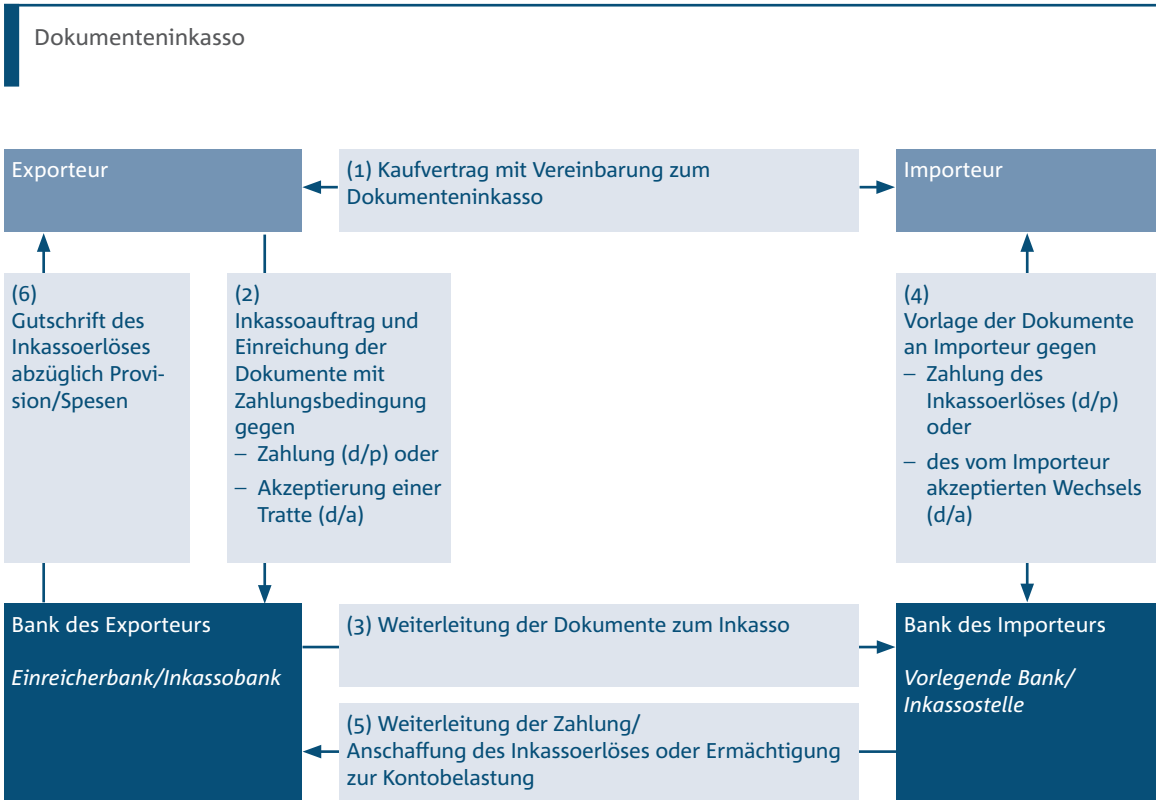 Dokumenteninkasso
Exporteur
(1) Kaufvertrag mit Vereinbarung zum
Dokumenteninkasso
Importeur
(6)
Gutschrift des
Inkassoerlöses
abzüglich Provi-
sion/Spesen
(2)
Inkassoauftrag und
Einreichung der
Dokumente mit
Zahlungsbedingung
gegen
– Zahlung (d/p) oder
– Akzeptierung einer
Tratte (d/a)
(4)
Vorlage der Dokumente
an Importeur gegen
– Zahlung des
Inkassoerlöses (d/p)
oder
– des vom Importeur
akzeptierten Wechsels
(d/a)
Bank des Exporteurs
Einreicherbank/Inkassobank
(3) Weiterleitung der Dokumente zum Inkasso
Bank des Importeurs
Vorlegende Bank/
Inkassostelle
(5) Weiterleitung der Zahlung/
Anschaffung des Inkassoerlöses oder Ermächtigung
zur Kontobelastung